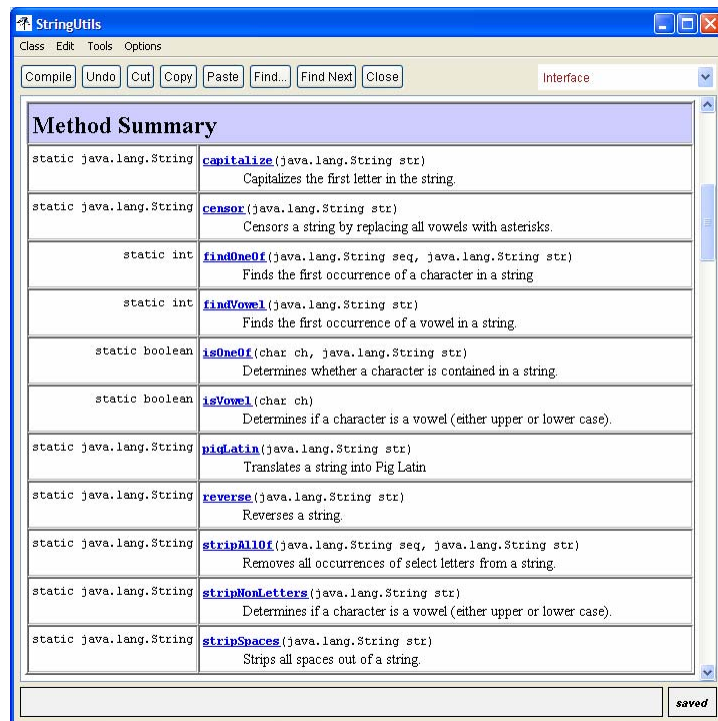 StringUtils
Class Edit Tools Options
Compile Undo Cut Copy Paste Find... Find Next Close Interface
Method Summary
static java.lang.String capitalize(java.lang.String str)
Capitalizes the first letter in the string.
static java.lang.String censor(java.lang.String str)
Censors a string by replacing all vowels with asterisks.
static int findOneOf(java.lang.String seq, java.lang.String str)
Finds the first occurrence of a character in a string
static int findVowel(java.lang.String str)
Finds the first occurrence of a vowel in a string.
static boolean isOneOf(char ch, java.lang.String str)
Determines whether a character is contained in a string.
static boolean isVowel(char ch)
Determines if a character is a vowel (either upper or lower case).
static java.lang.String pigLatin(java.lang.String str)
Translates a string into Pig Latin
static java.lang.String reverse(java.lang.String str)
Reverses a string.
static java.lang.String stripAllOf(java.lang.String seq, java.lang.String str)
Removes all occurrences of select letters from a string.
static java.lang.String stripNonLetters(java.lang.String str)
Determines if a character is a vowel (either upper or lower case).
static java.lang.String stripSpaces(java.lang.String str)
Strips all spaces out of a string.
saved